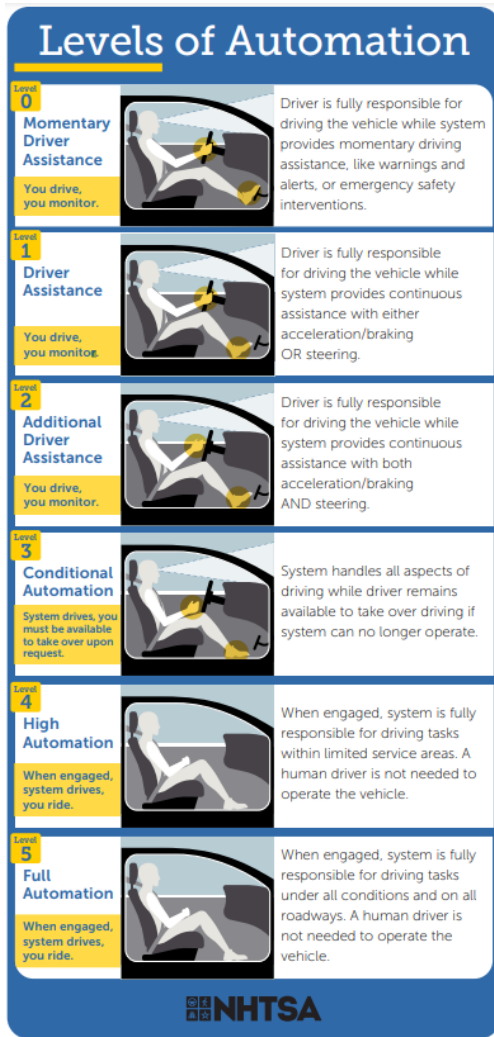 Levels of Automation
Level
0
Momentary
Driver
Assistance
You drive,
you monitor.
Driver is fully responsible for
driving the vehicle while system
provides momentary driving
assistance, like warnings and
alerts, or emergency safety
interventions.
Level
1
Driver
Assistance
You drive,
you monitor.
Driver is fully responsible
for driving the vehicle while
system provides continuous
assistance with either
acceleration/braking
OR steering.
Level
2
Additional
Driver
Assistance
You drive,
you monitor.
Driver is fully responsible
for driving the vehicle while
system provides continuous
assistance with both
acceleration/braking
AND steering.
Level
3
Conditional
Automation
System drives, you
must be available
to take over upon
request.
System handles all aspects of
driving while driver remains
available to take over driving if
system can no longer operate.
Level
4
High
Automation
When engaged,
system drives,
you ride.
When engaged, system is fully
responsible for driving tasks
within limited service areas. A
human driver is not needed to
operate the vehicle.
Level
5
Full
Automation
When engaged,
system drives,
you ride.
When engaged, system is fully
responsible for driving tasks
under all conditions and on all
roadways. A human driver is
not needed to operate the
vehicle.
NHTSA